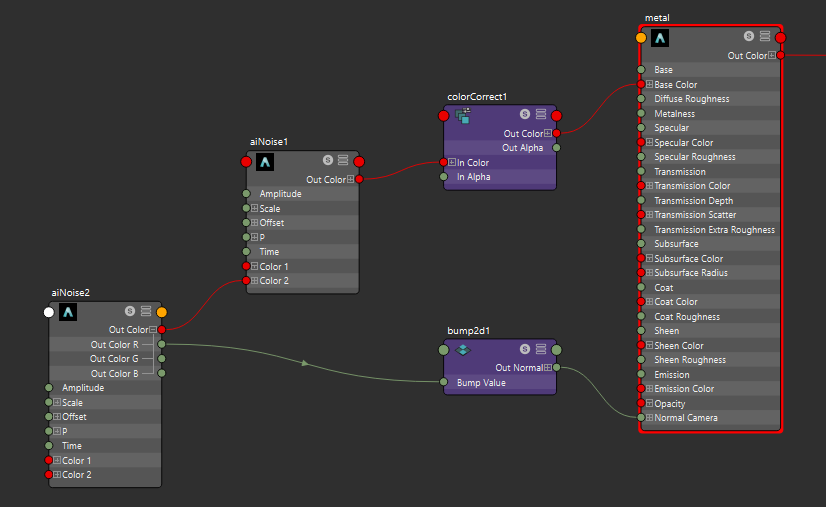 metal
S
Out Color
Base
Base Color
Diffuse Roughness
Metalness
Specular
Specular Color
Specular Roughness
Transmission
Transmission Color
Transmission Depth
Transmission Scatter
Transmission Extra Roughness
Subsurface
Subsurface Color
Subsurface Radius
Coat
Coat Color
Coat Roughness
Sheen
Sheen Color
Sheen Roughness
Emission
Emission Color
Opacity
Normal Camera
colorCorrect1
S
Out Color
Out Alpha
In Color
In Alpha
aiNoise1
S
Out Color
Amplitude
Scale
Offset
P
Time
Color 1
Color 2
aiNoise2
S
Out Color
Out Color R
Out Color G
Out Color B
Amplitude
Scale
Offset
P
Time
Color 1
Color 2
bump2d1
S
Out Normal
Bump Value